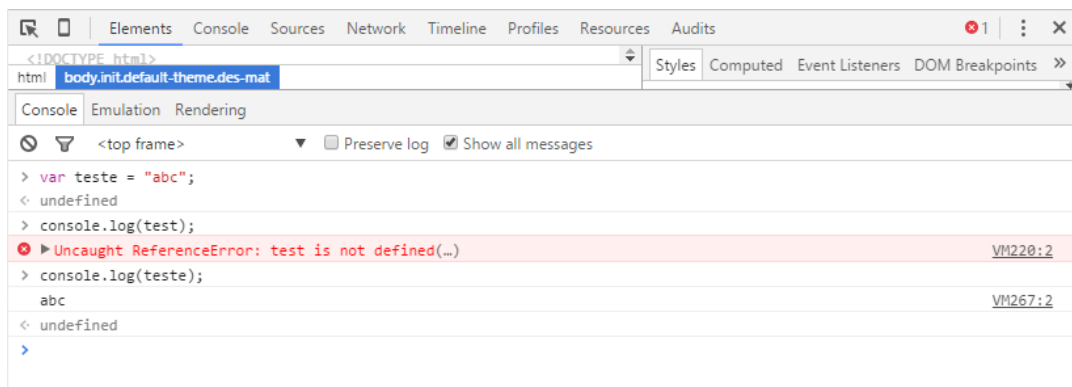 Elements Console Sources Network Timeline Profiles Resources Audits 1
<!DOCTYPE html>
html body.init.default-theme.des-mat
Styles Computed Event Listeners DOM Breakpoints »
Console Emulation Rendering
<top frame> ▼ Preserve log Show all messages
> var teste = "abc";
undefined
> console.log(test);
Uncaught ReferenceError: test is not defined(…) VM220:2
> console.log(teste);
abc VM267:2
undefined
>